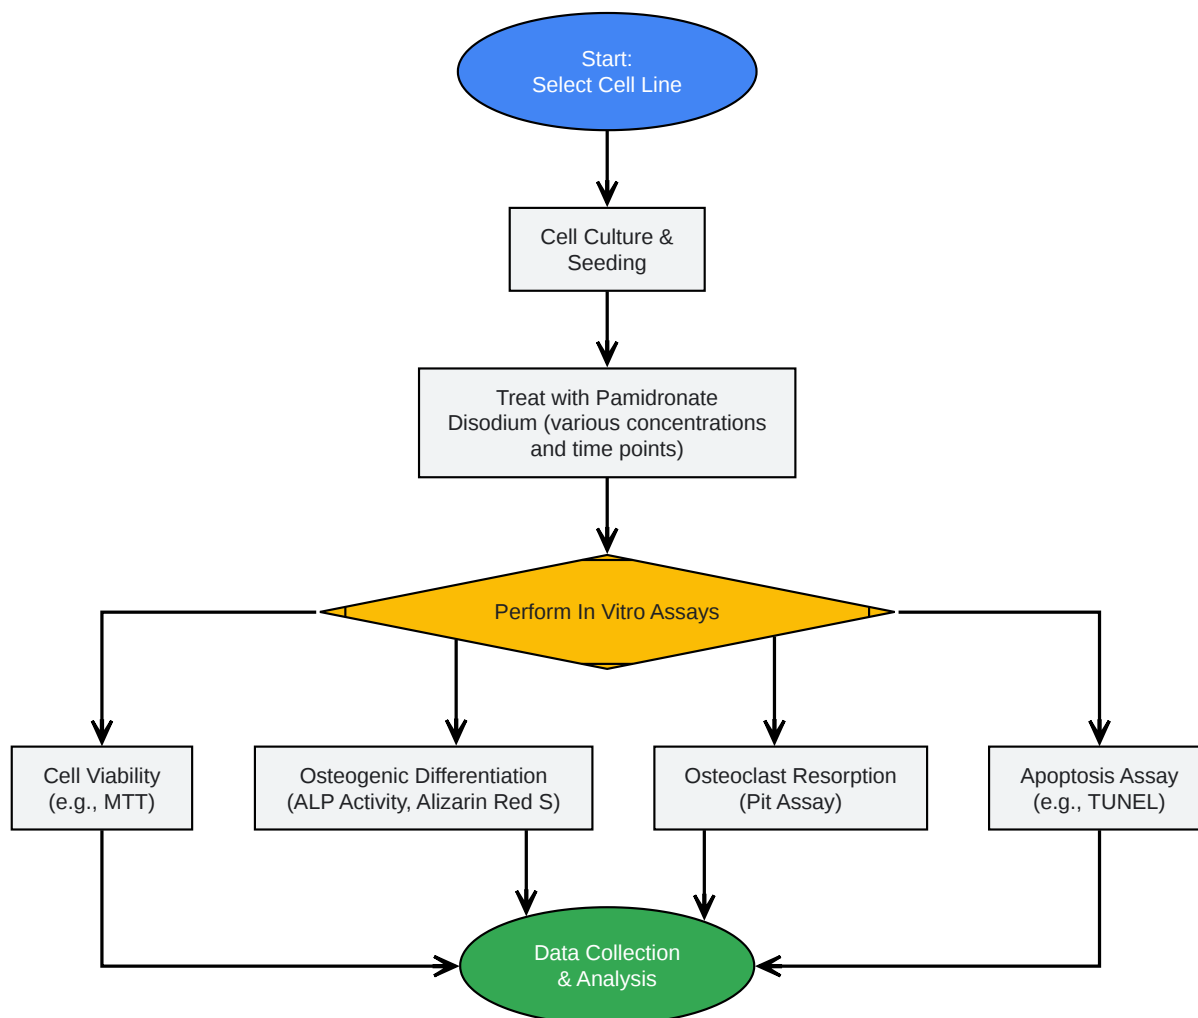 Start:
Select Cell Line
Cell Culture &
Seeding
Treat with Pamidronate
Disodium (various concentrations
and time points)
Perform In Vitro Assays
Cell Viability
(e.g., MTT)
Osteogenic Differentiation
(ALP Activity, Alizarin Red S)
Osteoclast Resorption
(Pit Assay)
Apoptosis Assay
(e.g., TUNEL)
Data Collection
& Analysis